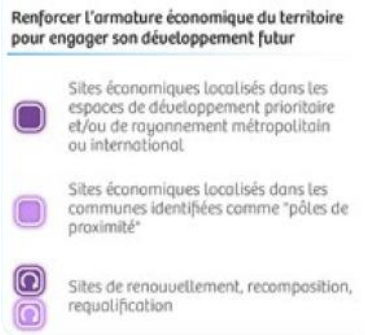 Renforcer l'armature économique du territoire
pour engager son développement futur
Sites économiques localisés dans les
espaces de développement prioritaire
et/ou de rayonnement métropolitain
ou international
Sites économiques localisés dans les
communes identifiées comme "pôles de
proximité"
Sites de renouvellement, recomposition,
requalification